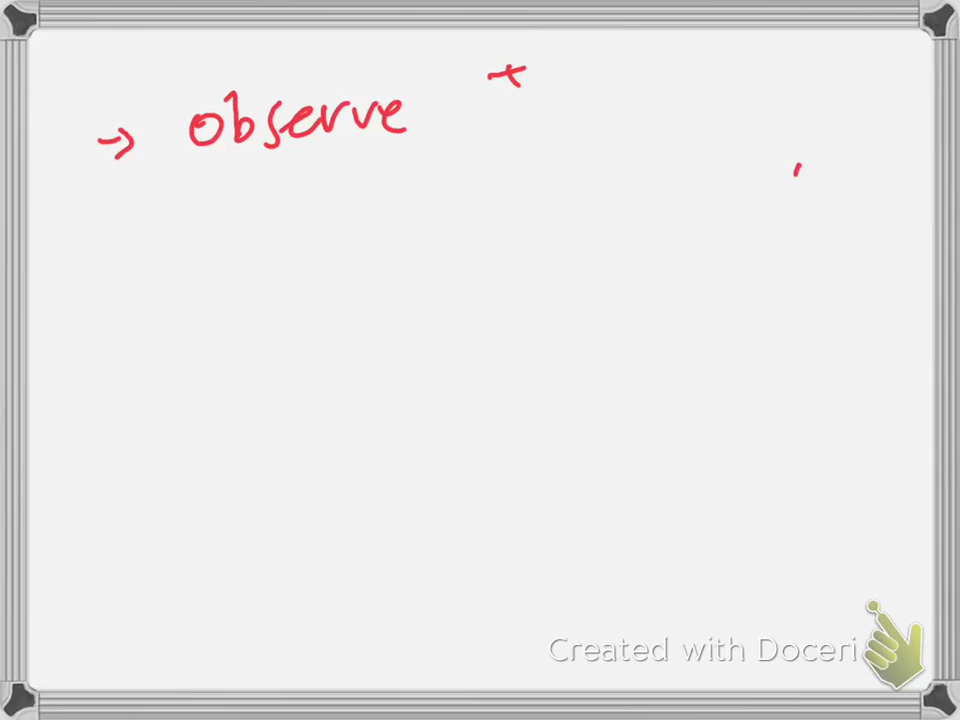 → observe +
Created with Doceri